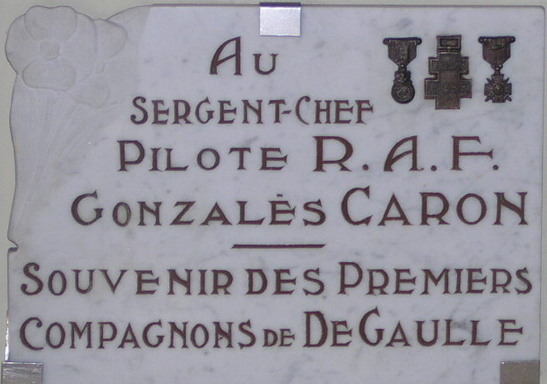 AU
SERGENT-CHEF
PILOTE R.A.F.
GONZALÈS CARON
SOUVENIR DES PREMIERS
COMPAGNONS DE DE GAULLE